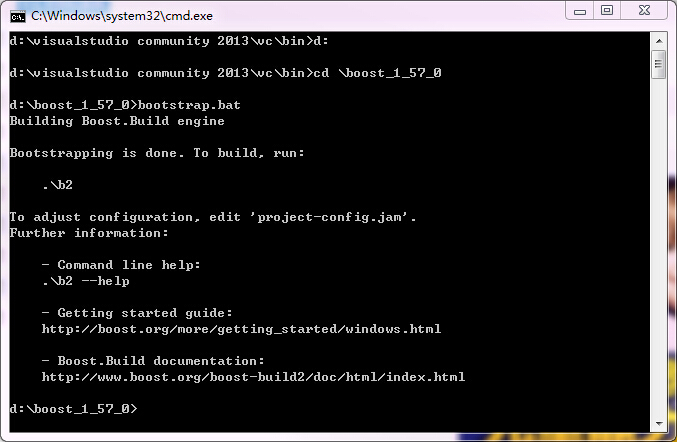 C:\Windows\system32\cmd.exe
d:\visualstudio community 2013\vc\bin>d:
d:\visualstudio community 2013\vc\bin>cd \boost_1_57_0
d:\boost_1_57_0>bootstrap.bat
Building Boost.Build engine
Bootstrapping is done. To build, run:
.\b2
To adjust configuration, edit 'project-config.jam'.
Further information:
- Command line help:
.\b2 --help
- Getting started guide:
http://boost.org/more/getting_started/windows.html
- Boost.Build documentation:
http://www.boost.org/boost-build2/doc/html/index.html
d:\boost_1_57_0>